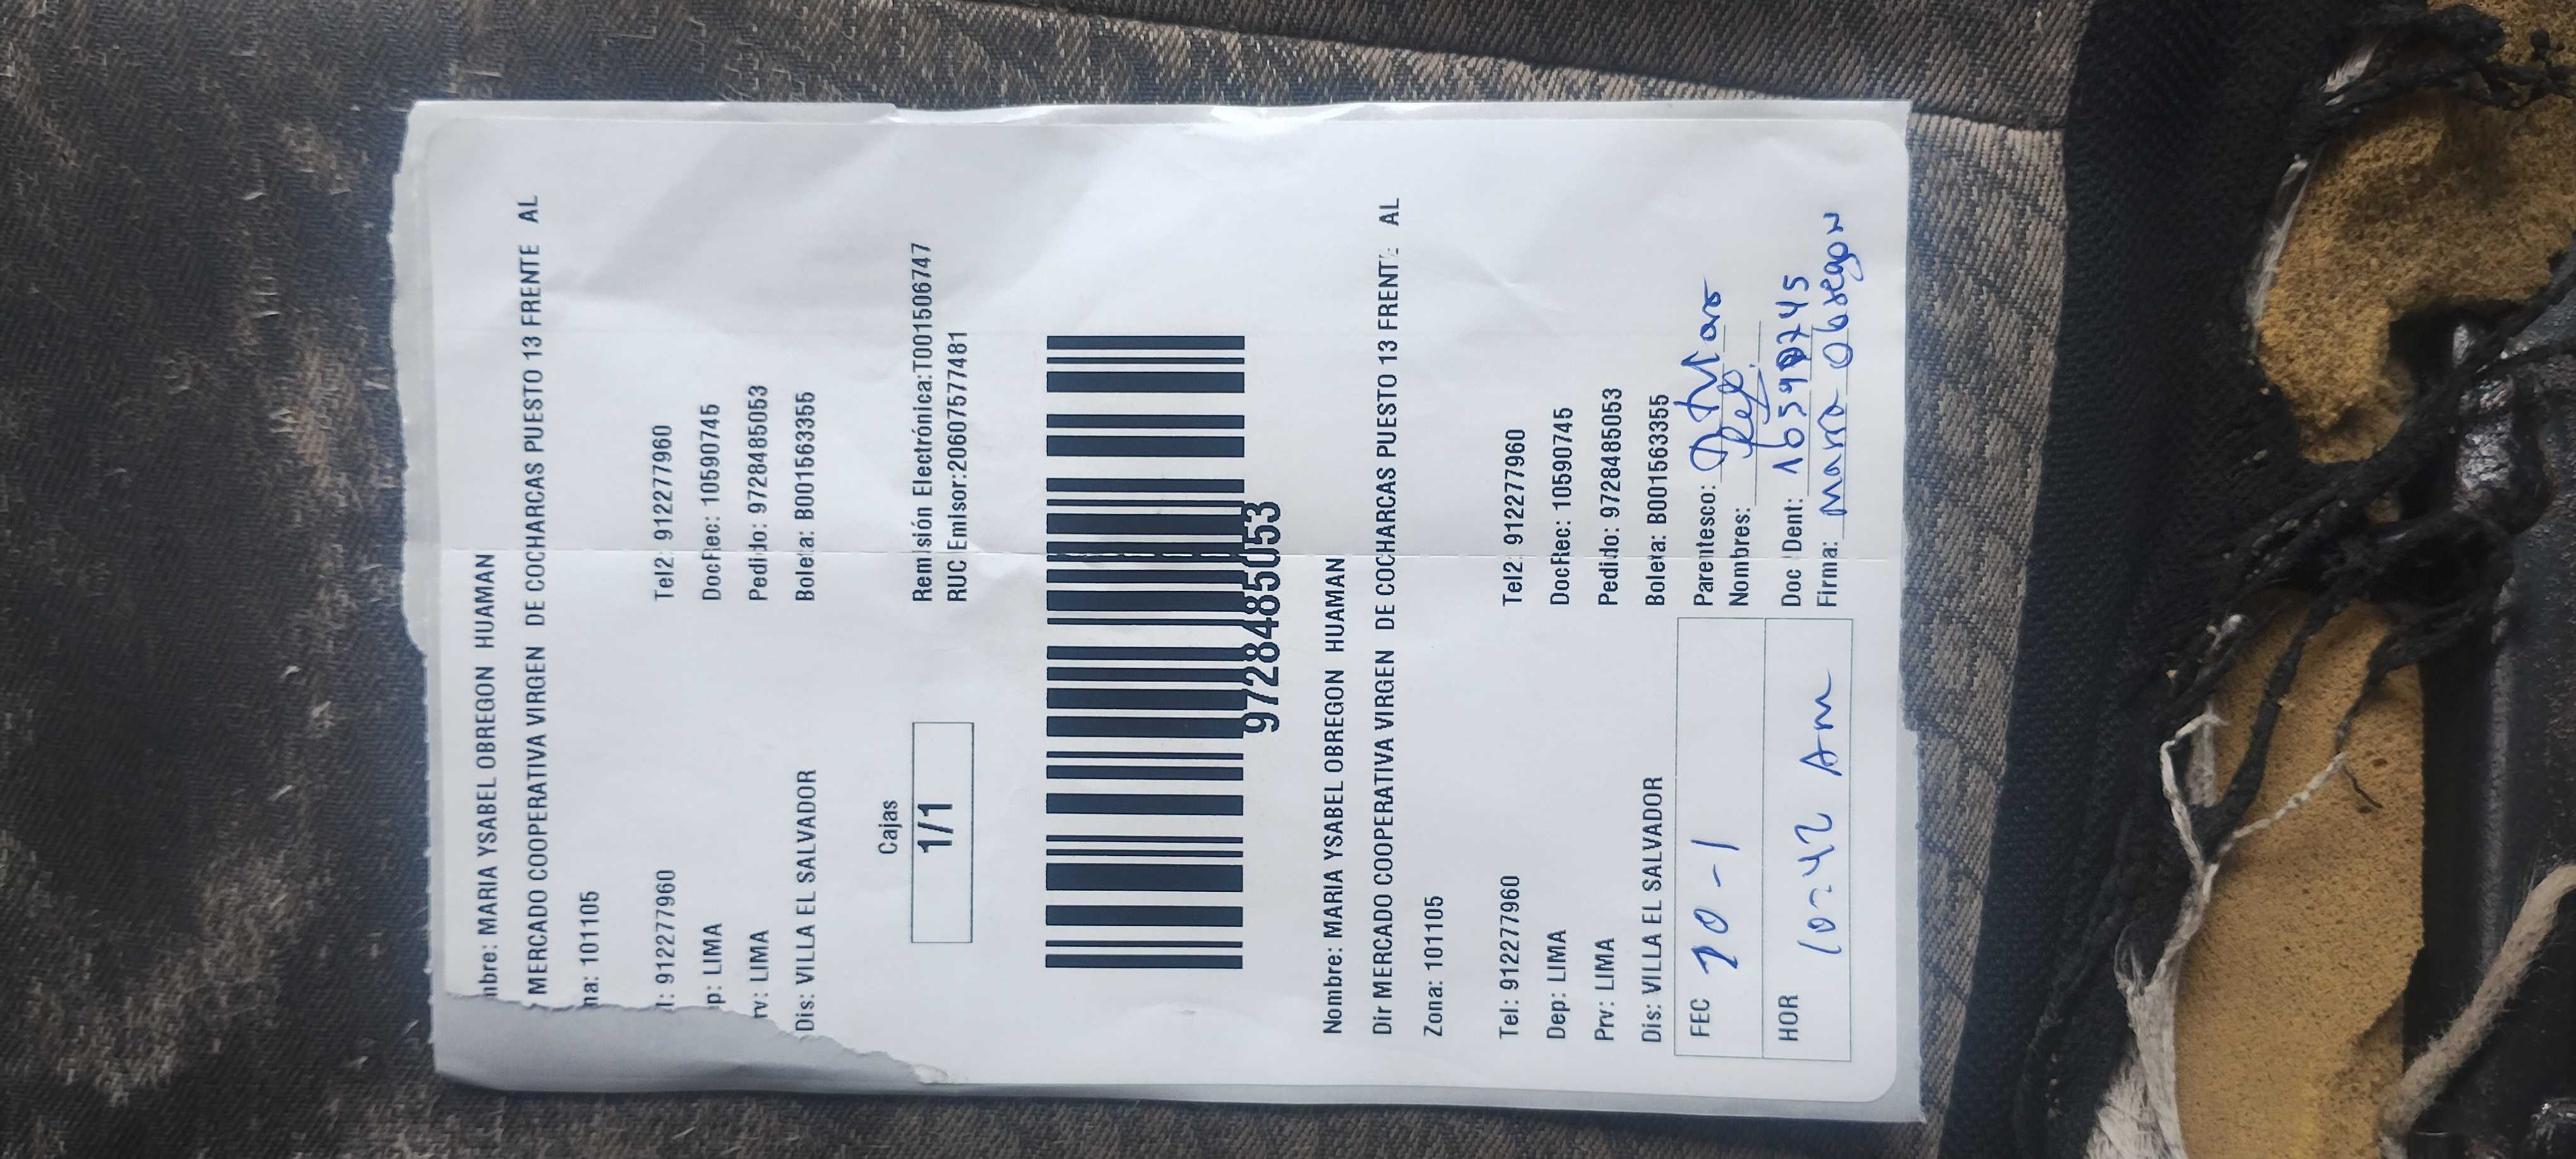 mbre: MARIA YSABEL OBREGON HUAMAN
MERCADO COOPERATIVA VIRGEN DE COCHARCAS PUESTO 13 FRENTE AL
na: 101105
l: 912277960 Tel2: 912277960
p: LIMA DocRec: 10590745
rv: LIMA Pedido: 9728485053
Dis: VILLA EL SALVADOR Boleta: B001563355
Cajas
1/1
Remisión Electrónica:T001506747
RUC Emisor:20607577481
9728485053
Nombre: MARIA YSABEL OBREGON HUAMAN
Dir MERCADO COOPERATIVA VIRGEN DE COCHARCAS PUESTO 13 FRENTE AL
Zona: 101105
Tel: 912277960 Tel2: 912277960
Dep: LIMA DocRec: 10590745
Prv: LIMA Pedido: 9728485053
Dis: VILLA EL SALVADOR Boleta: B001563355
FEC 20-1
HOR 10:42 Am
Parentesco:
Nombres:
Doc Dent: 10590745
Firma: Maria Obregon